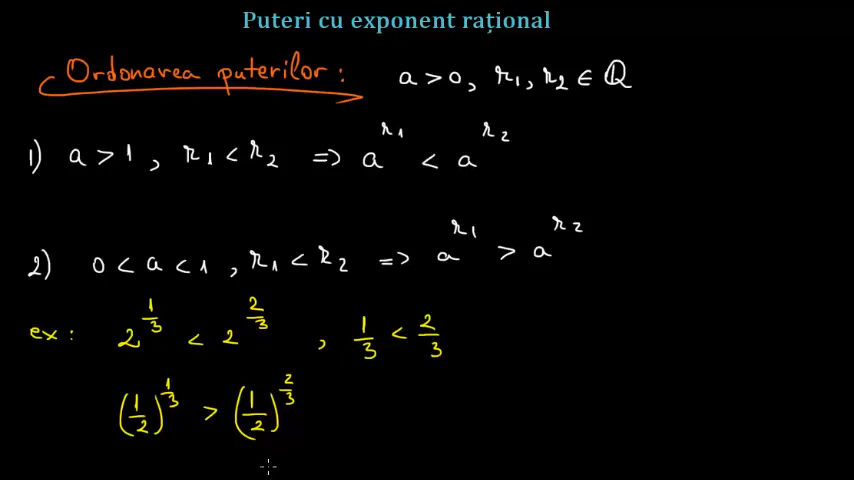 Puteri cu exponent rațional
Ordonarea puterilor: a > 0, r₁, r₂ ∈ ℚ
1) a > 1, r₁ < r₂ ⇒ a^r₁ < a^r₂
2) 0 < a < 1, r₁ < r₂ ⇒ a^r₁ > a^r₂
ex: 2^(1/3) < 2^(2/3), 1/3 < 2/3
(1/2)^(1/3) > (1/2)^(2/3)